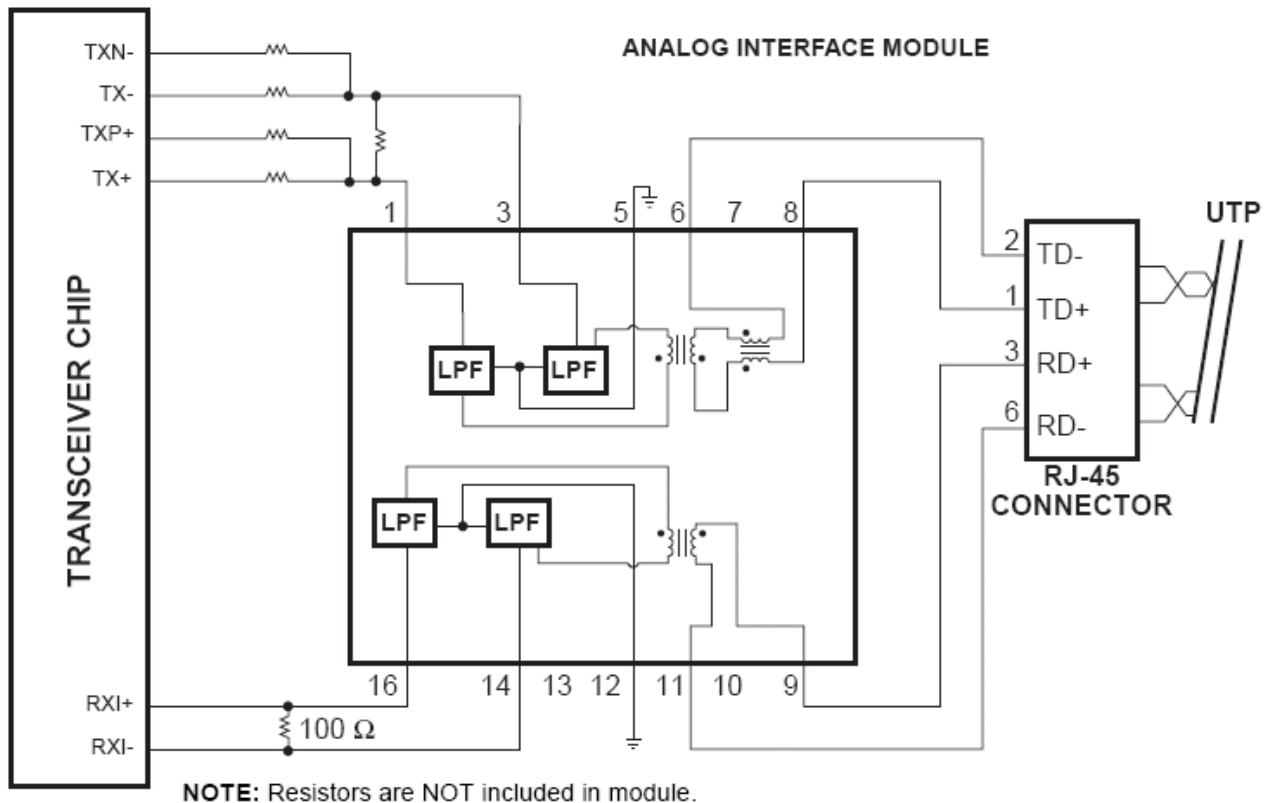 ANALOG INTERFACE MODULE
TXN-
TX-
TXP+
TX+
TRANSCEIVER CHIP
RXI+
RXI-
100 Ω
1 3 5 6 7 8
LPF LPF
LPF LPF
16 14 13 12 11 10 9
2 TD-
1 TD+
3 RD+
6 RD-
RJ-45
CONNECTOR
UTP
NOTE: Resistors are NOT included in module.